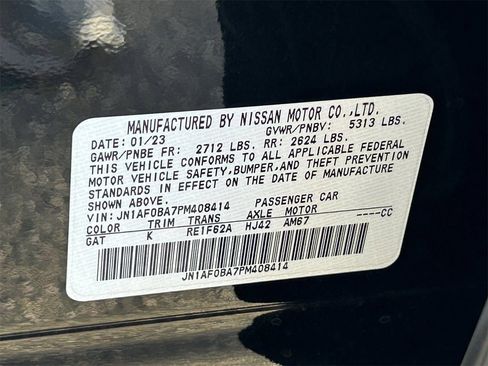 MANUFACTURED BY NISSAN MOTOR CO.,LTD.
DATE: 01/23 GVWR/PNBV: 5313 LBS.
GAWR/PNBE FR: 2712 LBS. RR: 2624 LBS.
THIS VEHICLE CONFORMS TO ALL APPLICABLE FEDERAL
MOTOR VEHICLE SAFETY,BUMPER,AND THEFT PREVENTION
STANDARDS IN EFFECT ON THE DATE OF MANUFACTURE
SHOWN ABOVE.
VIN:JN1AF0BA7PM408414 PASSENGER CAR
COLOR TRIM TRANS AXLE MOTOR ----CC
GAT K RE1F62A HJ42 AM67
JN1AF0BA7PM408414